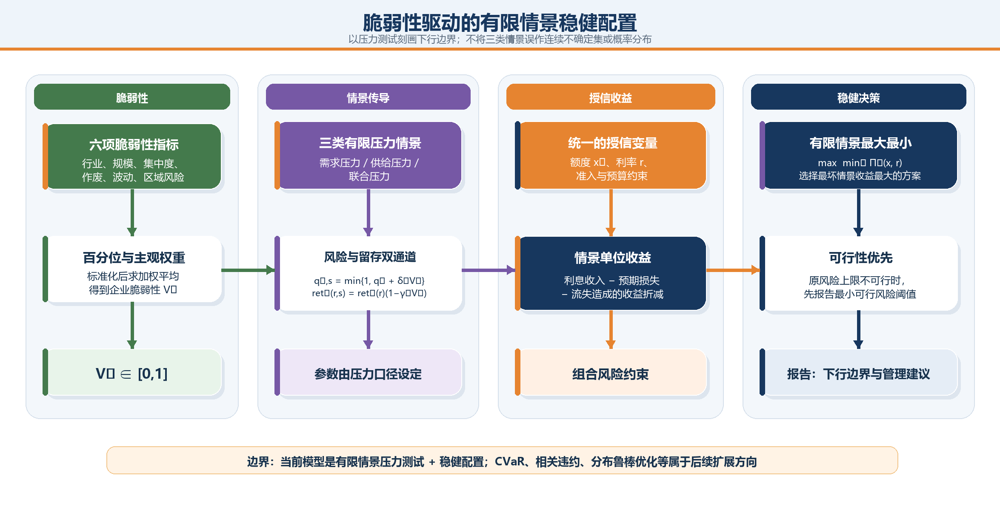 脆弱性驱动的有限情景稳健配置
以压力测试刻画下行边界；不将三类情景误作连续不确定集或概率分布
脆弱性
六项脆弱性指标
行业、规模、集中度、
作废、波动、区域风险
百分位与主观权重
标准化后求加权平均
得到企业脆弱性 V□
V□ ∈ [0,1]
情景传导
三类有限压力情景
需求压力 / 供给压力 /
联合压力
风险与留存双通道
q□,s = min{1, q□ + δ□V□}
ret□(r,s) = ret□(r)(1−γ□V□)
参数由压力口径设定
授信收益
统一的授信变量
额度 x□、利率 r、
准入与预算约束
情景单位收益
利息收入 − 预期损失
− 流失造成的收益折减
组合风险约束
稳健决策
有限情景最大最小
max min□ Π□(x, r)
选择最坏情景收益最大的方案
可行性优先
原风险上限不可行时，
先报告最小可行风险阈值
报告：下行边界与管理建议
边界：当前模型是有限情景压力测试 + 稳健配置；CVaR、相关违约、分布鲁棒优化等属于后续扩展方向